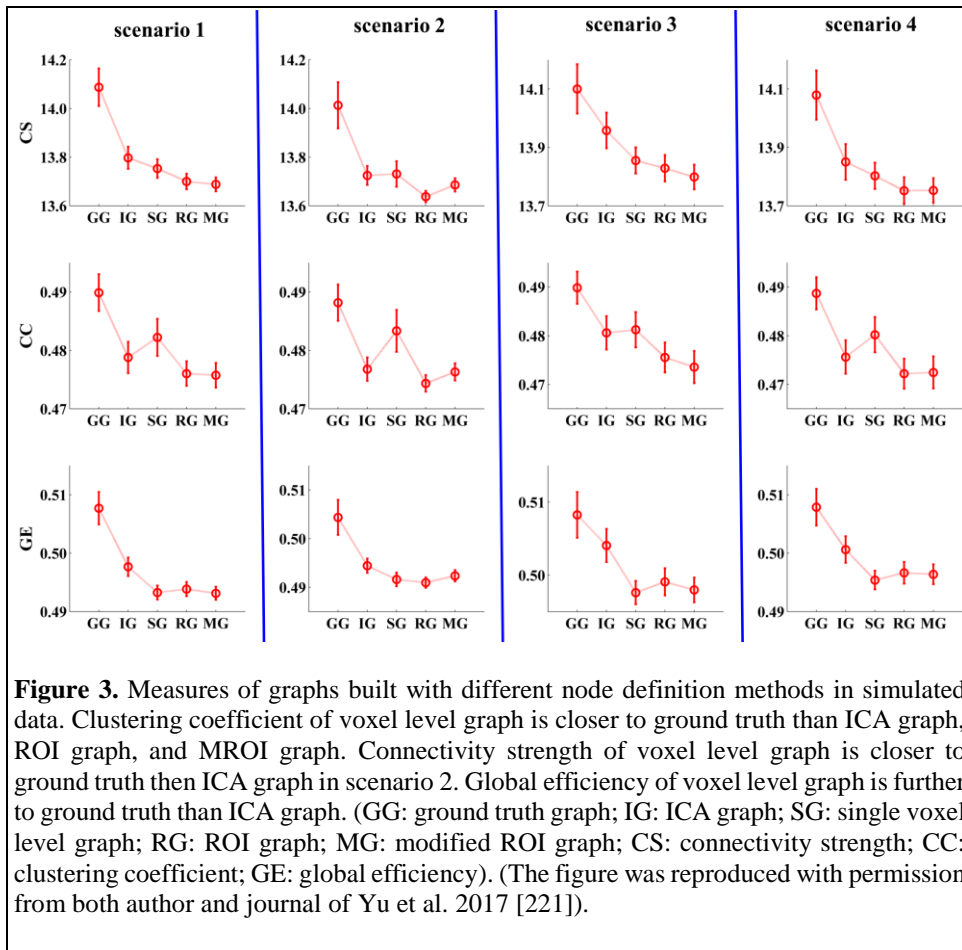 scenario 1 scenario 2 scenario 3 scenario 4
CS
14.2 14.2 14.1 14.1
14.0 14.0
13.8 13.8 13.9 13.9
13.6 13.6 13.7 13.7
GG IG SG RG MG GG IG SG RG MG GG IG SG RG MG GG IG SG RG MG
CC
0.49 0.49 0.49 0.49
0.48 0.48 0.48 0.48
0.47 0.47 0.47 0.47
GG IG SG RG MG GG IG SG RG MG GG IG SG RG MG GG IG SG RG MG
GE
0.51 0.51 0.51 0.51
0.50 0.50 0.50 0.50
0.49 0.49 0.49
GG IG SG RG MG GG IG SG RG MG GG IG SG RG MG GG IG SG RG MG
Figure 3. Measures of graphs built with different node definition methods in simulated
data. Clustering coefficient of voxel level graph is closer to ground truth than ICA graph,
ROI graph, and MROI graph. Connectivity strength of voxel level graph is closer to
ground truth then ICA graph in scenario 2. Global efficiency of voxel level graph is further
to ground truth than ICA graph. (GG: ground truth graph; IG: ICA graph; SG: single voxel
level graph; RG: ROI graph; MG: modified ROI graph; CS: connectivity strength; CC:
clustering coefficient; GE: global efficiency). (The figure was reproduced with permission
from both author and journal of Yu et al. 2017 [221]).